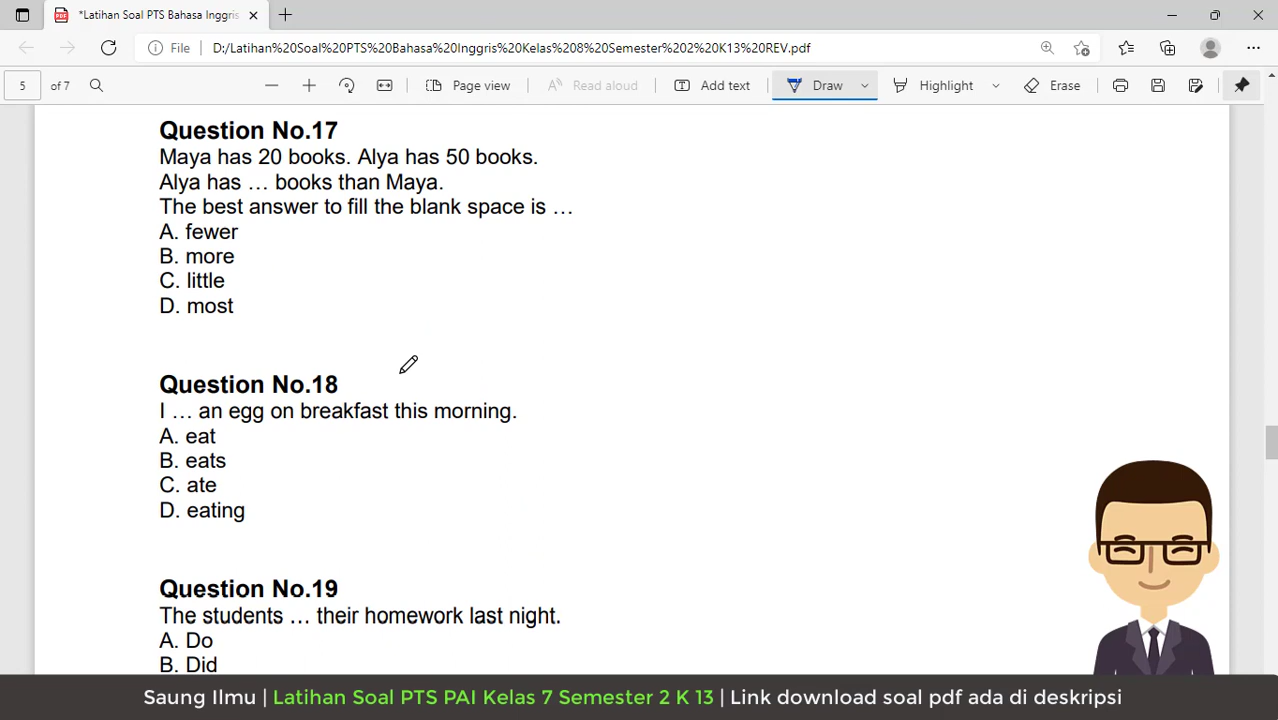 *Latihan Soal PTS Bahasa Inggris
File
D:/Latihan%20Soal%20PTS%20Bahasa%20Inggris%20Kelas%208%20Semester%202%20K13%20REV.pdf
5 of 7
Page view
Read aloud
Add text
Draw
Highlight
Erase
Question No.17
Maya has 20 books. Alya has 50 books.
Alya has … books than Maya.
The best answer to fill the blank space is …
A. fewer
B. more
C. little
D. most
Question No.18
I … an egg on breakfast this morning.
A. eat
B. eats
C. ate
D. eating
Question No.19
The students … their homework last night.
A. Do
B. Did
Saung Ilmu | Latihan Soal PTS PAI Kelas 7 Semester 2 K 13 | Link download soal pdf ada di deskripsi